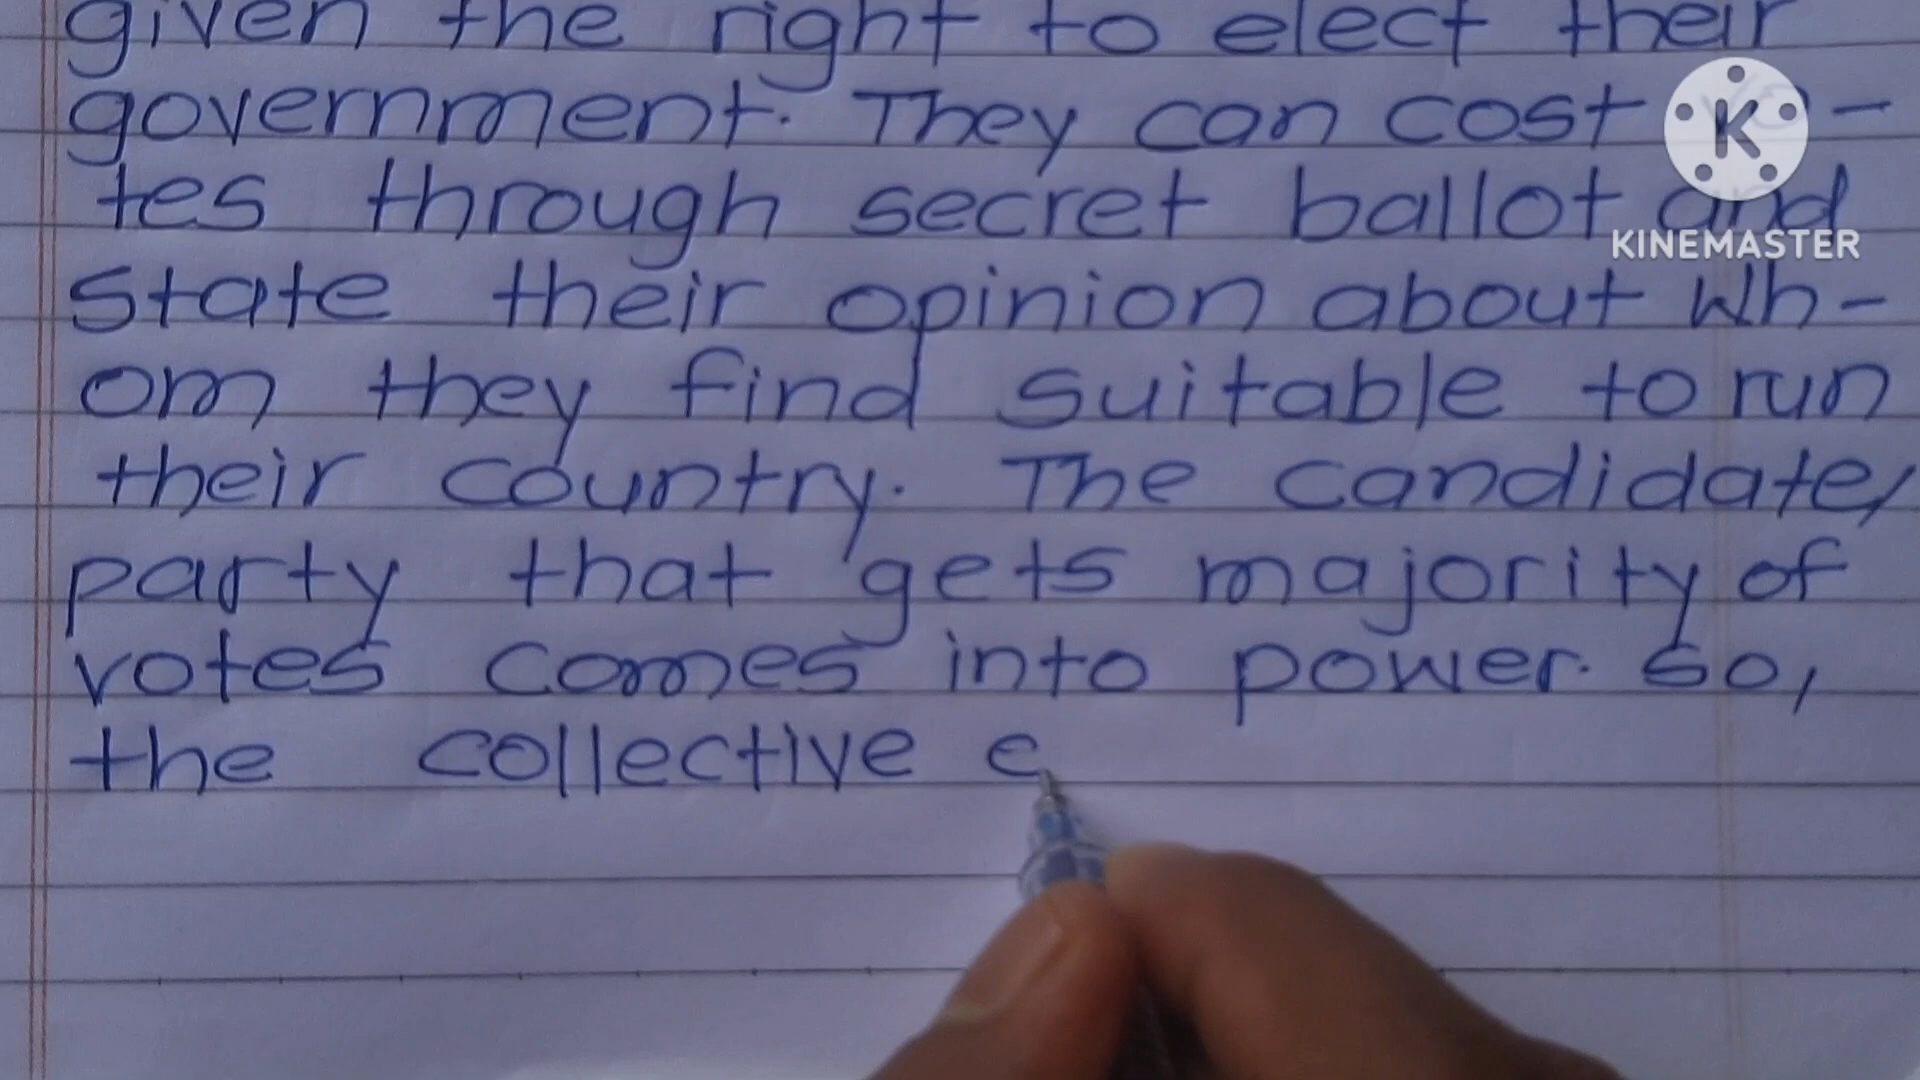 given the right to elect their
government. They can cost vo-
tes through secret ballot and
state their opinion about wh-
om they find suitable to run
their country. The candidate/
party that gets majority of
votes comes into power. So,
the collective e
KINEMASTER